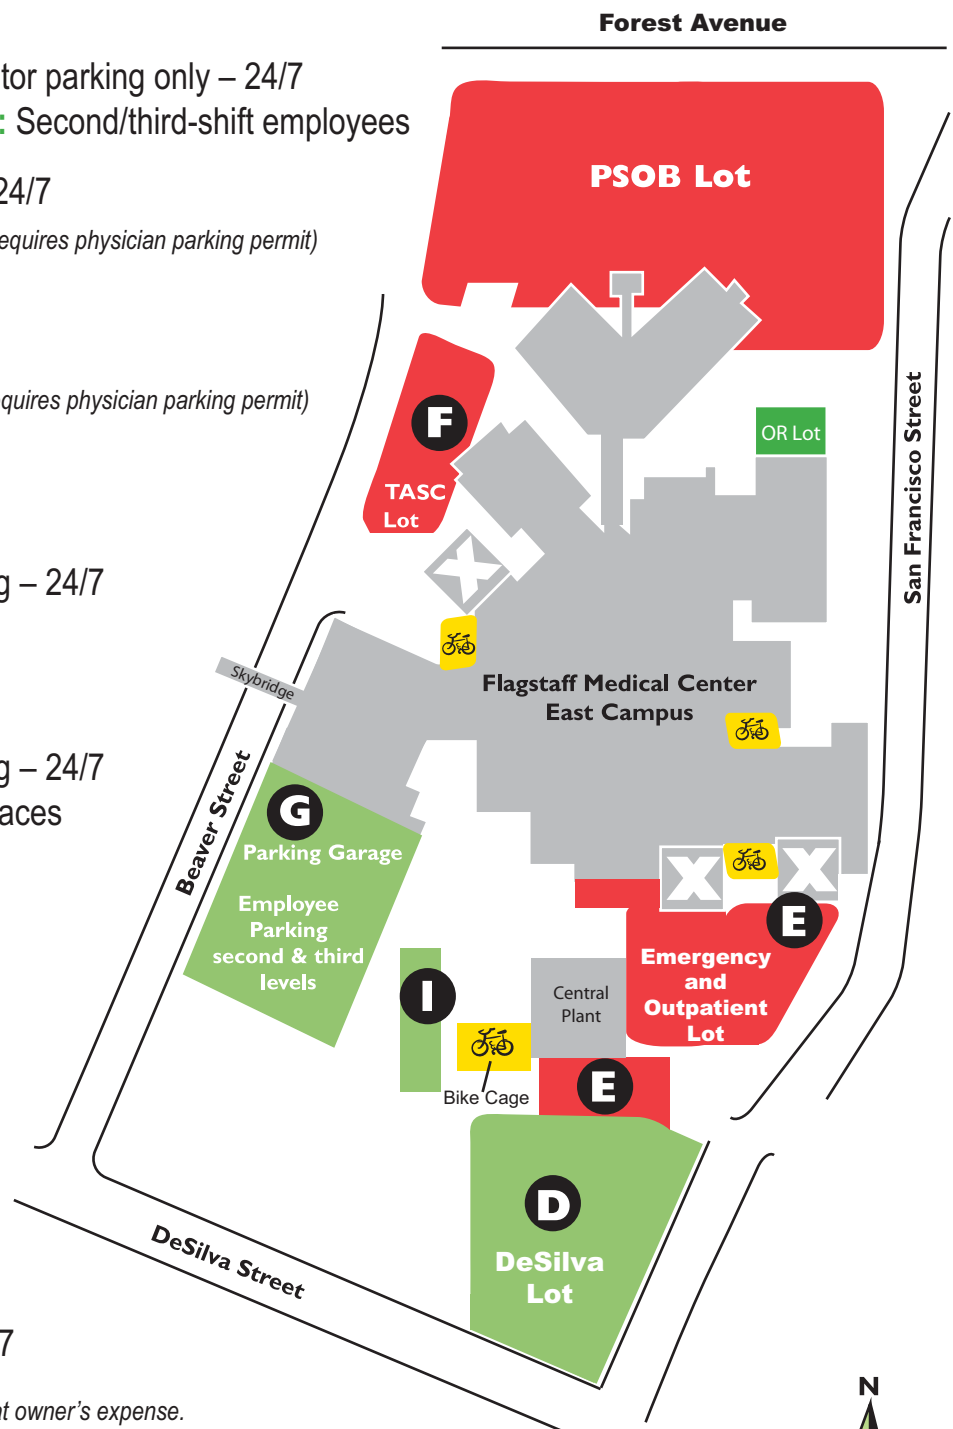 Forest Avenue
tor parking only – 24/7
: Second/third-shift employees
24/7
equires physician parking permit)
PSOB Lot
quires physician parking permit)
San Francisco Street
F
OR Lot
TASC
Lot
g – 24/7
Skybridge
Flagstaff Medical Center
East Campus
g – 24/7
aces
Beaver Street
G
Parking Garage
Employee
Parking
second & third
levels
X
X
X
E
Emergency
and
Outpatient
Lot
I
Central
Plant
Bike Cage
E
D
DeSilva
Lot
DeSilva Street
7
at owner's expense.
N